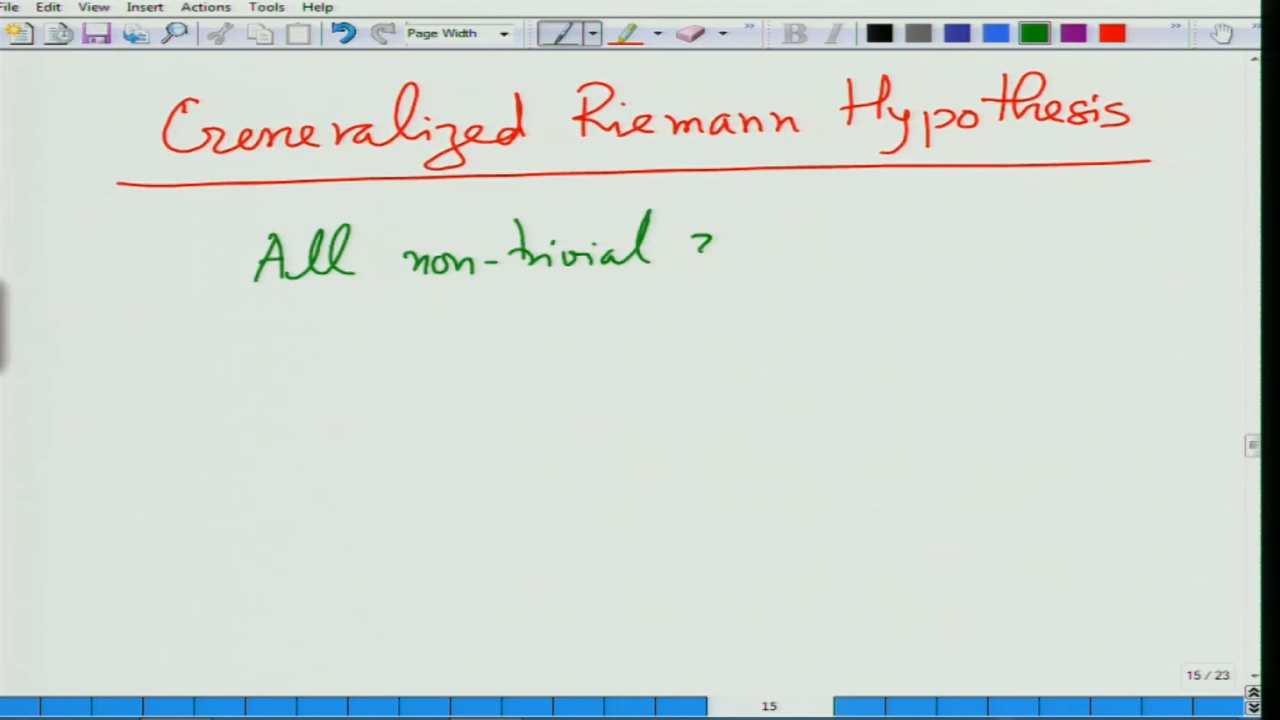 File Edit View Insert Actions Tools Help
Page Width
B I
Generalized Riemann Hypothesis
All non-trivial
15 / 23
15